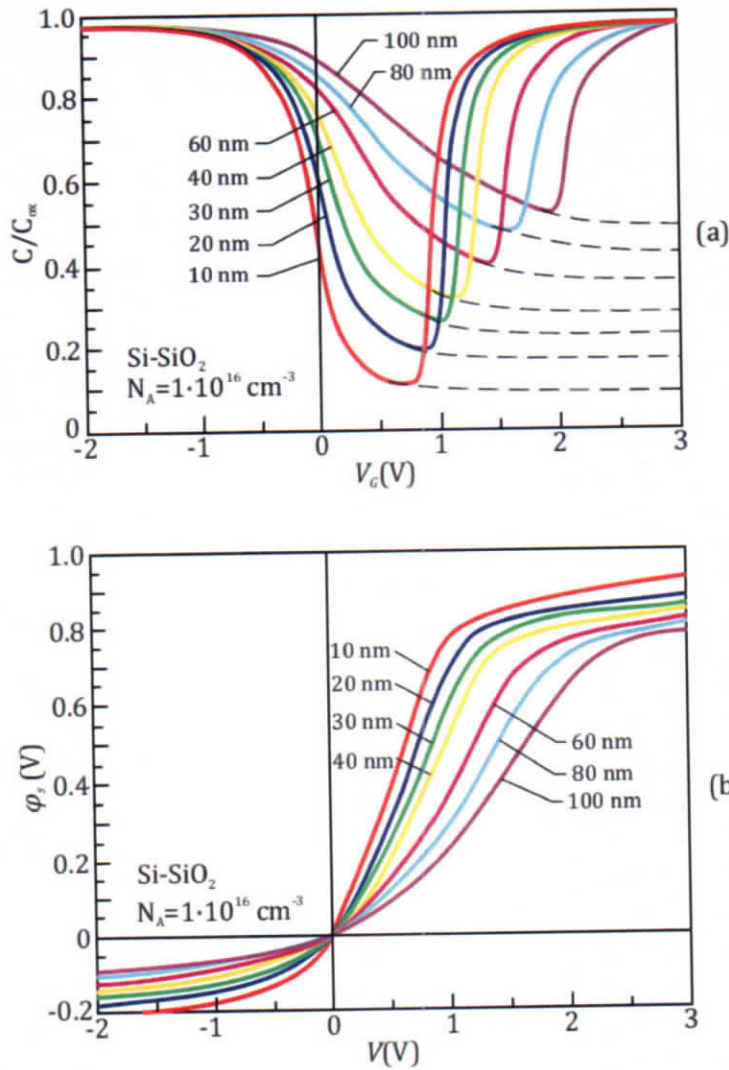 1.0
100 nm
80 nm
0.8
60 nm
40 nm
0.6
30 nm
C/C_ox
20 nm
(a)
0.4
10 nm
0.2
Si-SiO₂
N_A=1·10¹⁶ cm⁻³
0
-2
-1
0
1
2
3
V_G(V)
1.0
0.8
10 nm
20 nm
0.6
30 nm
60 nm
40 nm
80 nm
φ_s (V)
0.4
100 nm
(b
0.2
Si-SiO₂
N_A=1·10¹⁶ cm⁻³
0
-0.2
-2
-1
0
1
2
3
V(V)